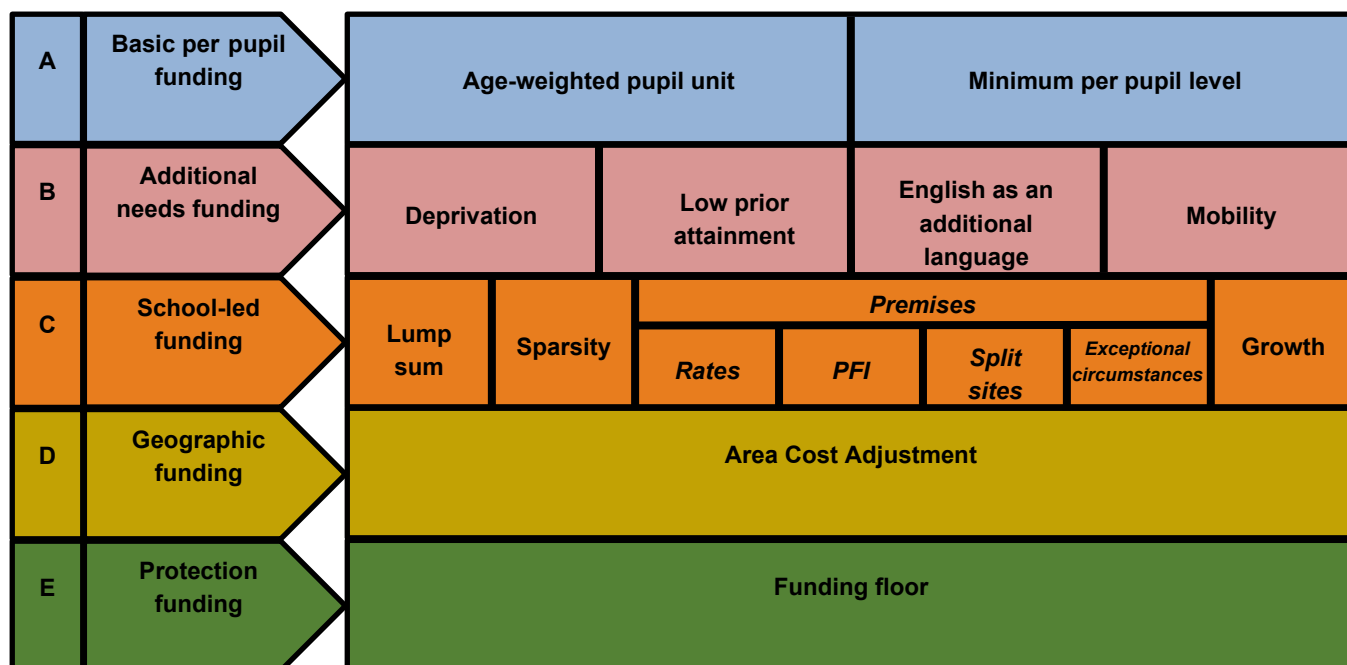 A
Basic per pupil
funding
Age-weighted pupil unit
Minimum per pupil level
B
Additional
needs funding
Deprivation
Low prior
attainment
English as an
additional
language
Mobility
C
School-led
funding
Lump
sum
Sparsity
Premises
Rates
PFI
Split
sites
Exceptional
circumstances
Growth
D
Geographic
funding
Area Cost Adjustment
E
Protection
funding
Funding floor